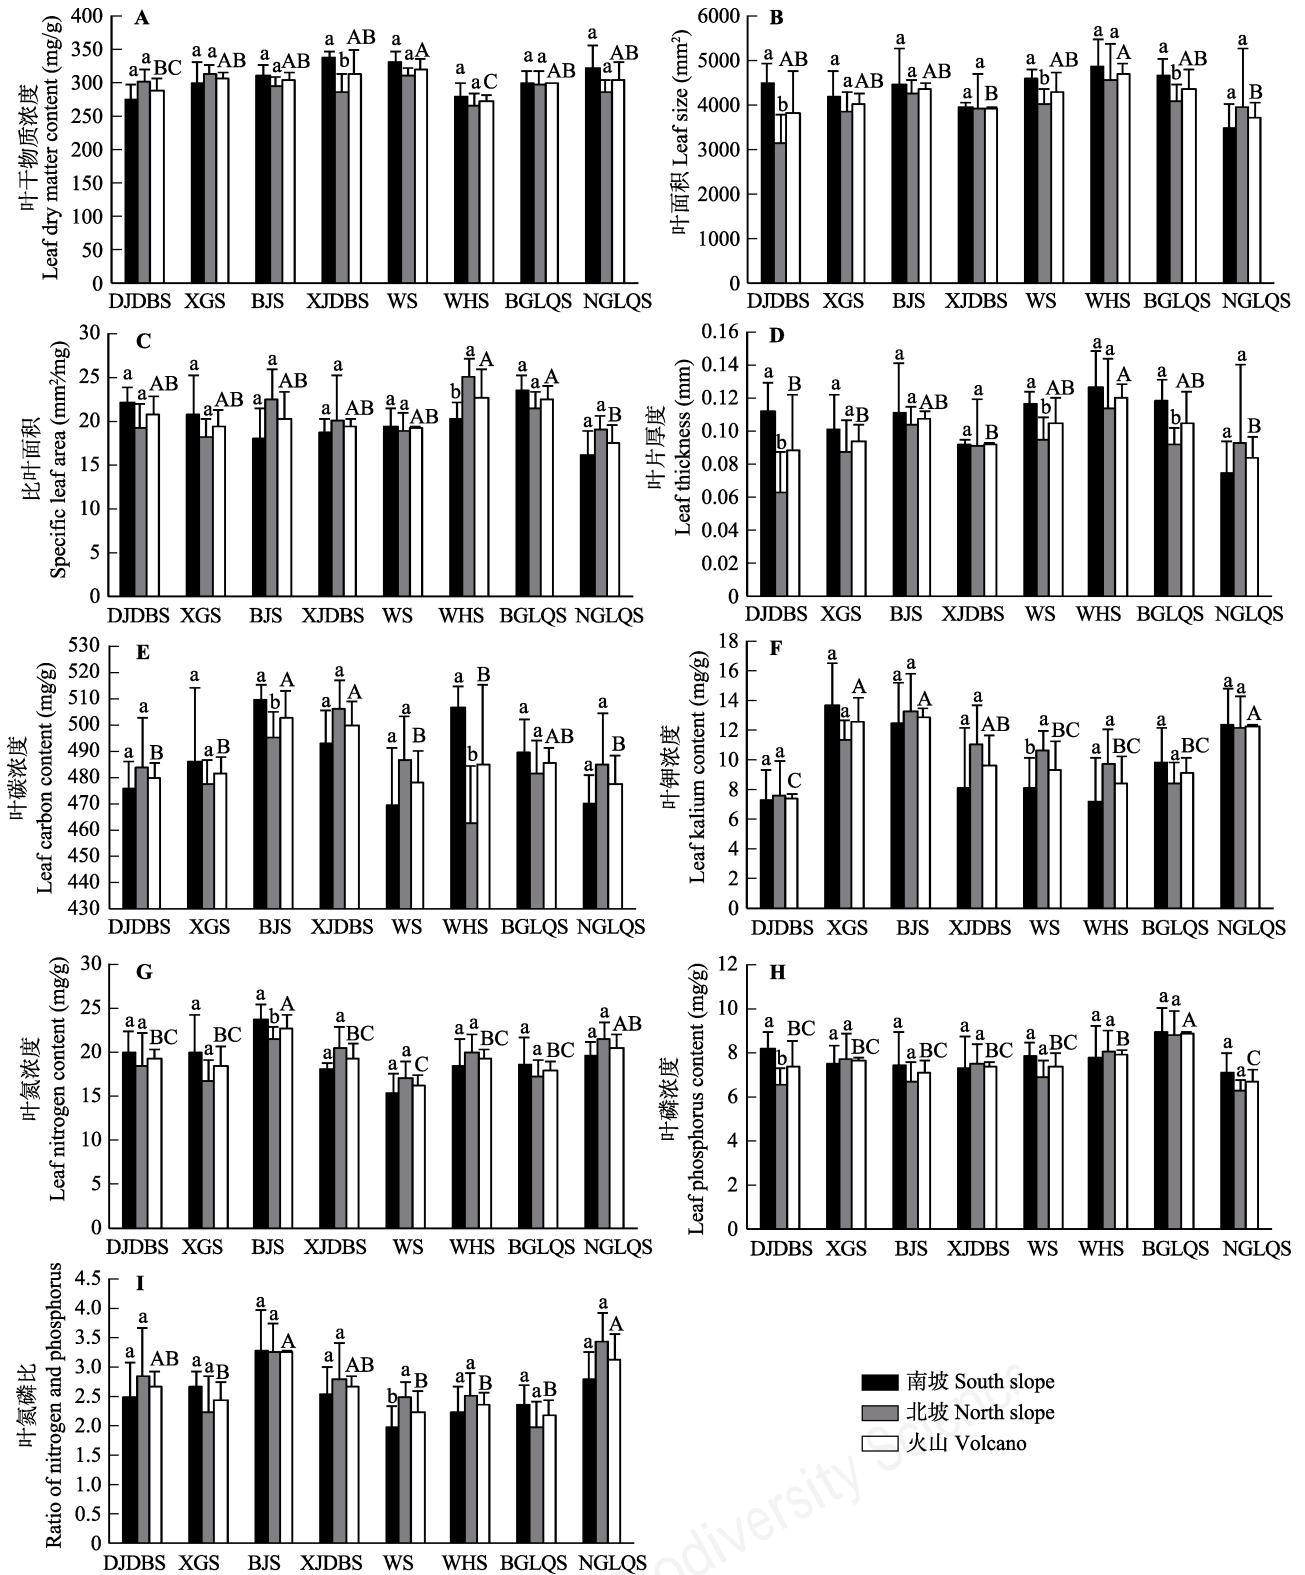 A
叶干物质浓度
Leaf dry matter content (mg/g)
400
350
300
250
200
150
100
50
0
a a BC
a a AB
a a AB
a b AB
a a A
a a C
a a AB
a a AB
DJDBS XGS BJS XJDBS WS WHS BGLQS NGLQS
B
叶面积 Leaf size (mm²)
6000
5000
4000
3000
2000
1000
0
a b AB
a a AB
a a AB
a a B
a b AB
a a A
a b AB
a a B
DJDBS XGS BJS XJDBS WS WHS BGLQS NGLQS
C
比叶面积
Specific leaf area (mm²/mg)
30
25
20
15
10
5
0
a a AB
a a AB
a a AB
a a AB
a a AB
b a A
a a A
a a B
DJDBS XGS BJS XJDBS WS WHS BGLQS NGLQS
D
叶片厚度
Leaf thickness (mm)
0.16
0.14
0.12
0.10
0.08
0.06
0.04
0.02
0
a b B
a a B
a a AB
a a B
a b AB
a a A
a b AB
a a B
DJDBS XGS BJS XJDBS WS WHS BGLQS NGLQS
E
叶碳浓度
Leaf carbon content (mg/g)
530
520
510
500
490
480
470
460
450
440
430
a a B
a a B
a b A
a a A
a a B
a b B
a a AB
a a B
DJDBS XGS BJS XJDBS WS WHS BGLQS NGLQS
F
叶钾浓度
Leaf kalium content (mg/g)
18
16
14
12
10
8
6
4
2
0
a a C
a a A
a a A
a a AB
b a BC
a a BC
a a BC
a a A
DJDBS XGS BJS XJDBS WS WHS BGLQS NGLQS
G
叶氮浓度
Leaf nitrogen content (mg/g)
30
25
20
15
10
5
0
a a BC
a a BC
a b A
a a BC
a a C
a a BC
a a BC
a a AB
DJDBS XGS BJS XJDBS WS WHS BGLQS NGLQS
H
叶磷浓度
Leaf phosphorus content (mg/g)
12
10
8
6
4
2
0
a b BC
a a BC
a a BC
a a BC
a a BC
a a B
a a A
a a C
DJDBS XGS BJS XJDBS WS WHS BGLQS NGLQS
I
叶氮磷比
Ratio of nitrogen and phosphorus
4.5
4.0
3.5
3.0
2.5
2.0
1.5
1.0
0.5
0
a a AB
a a B
a a A
a a AB
b a B
a a B
a a B
a a A
DJDBS XGS BJS XJDBS WS WHS BGLQS NGLQS
南坡 South slope
北坡 North slope
火山 Volcano